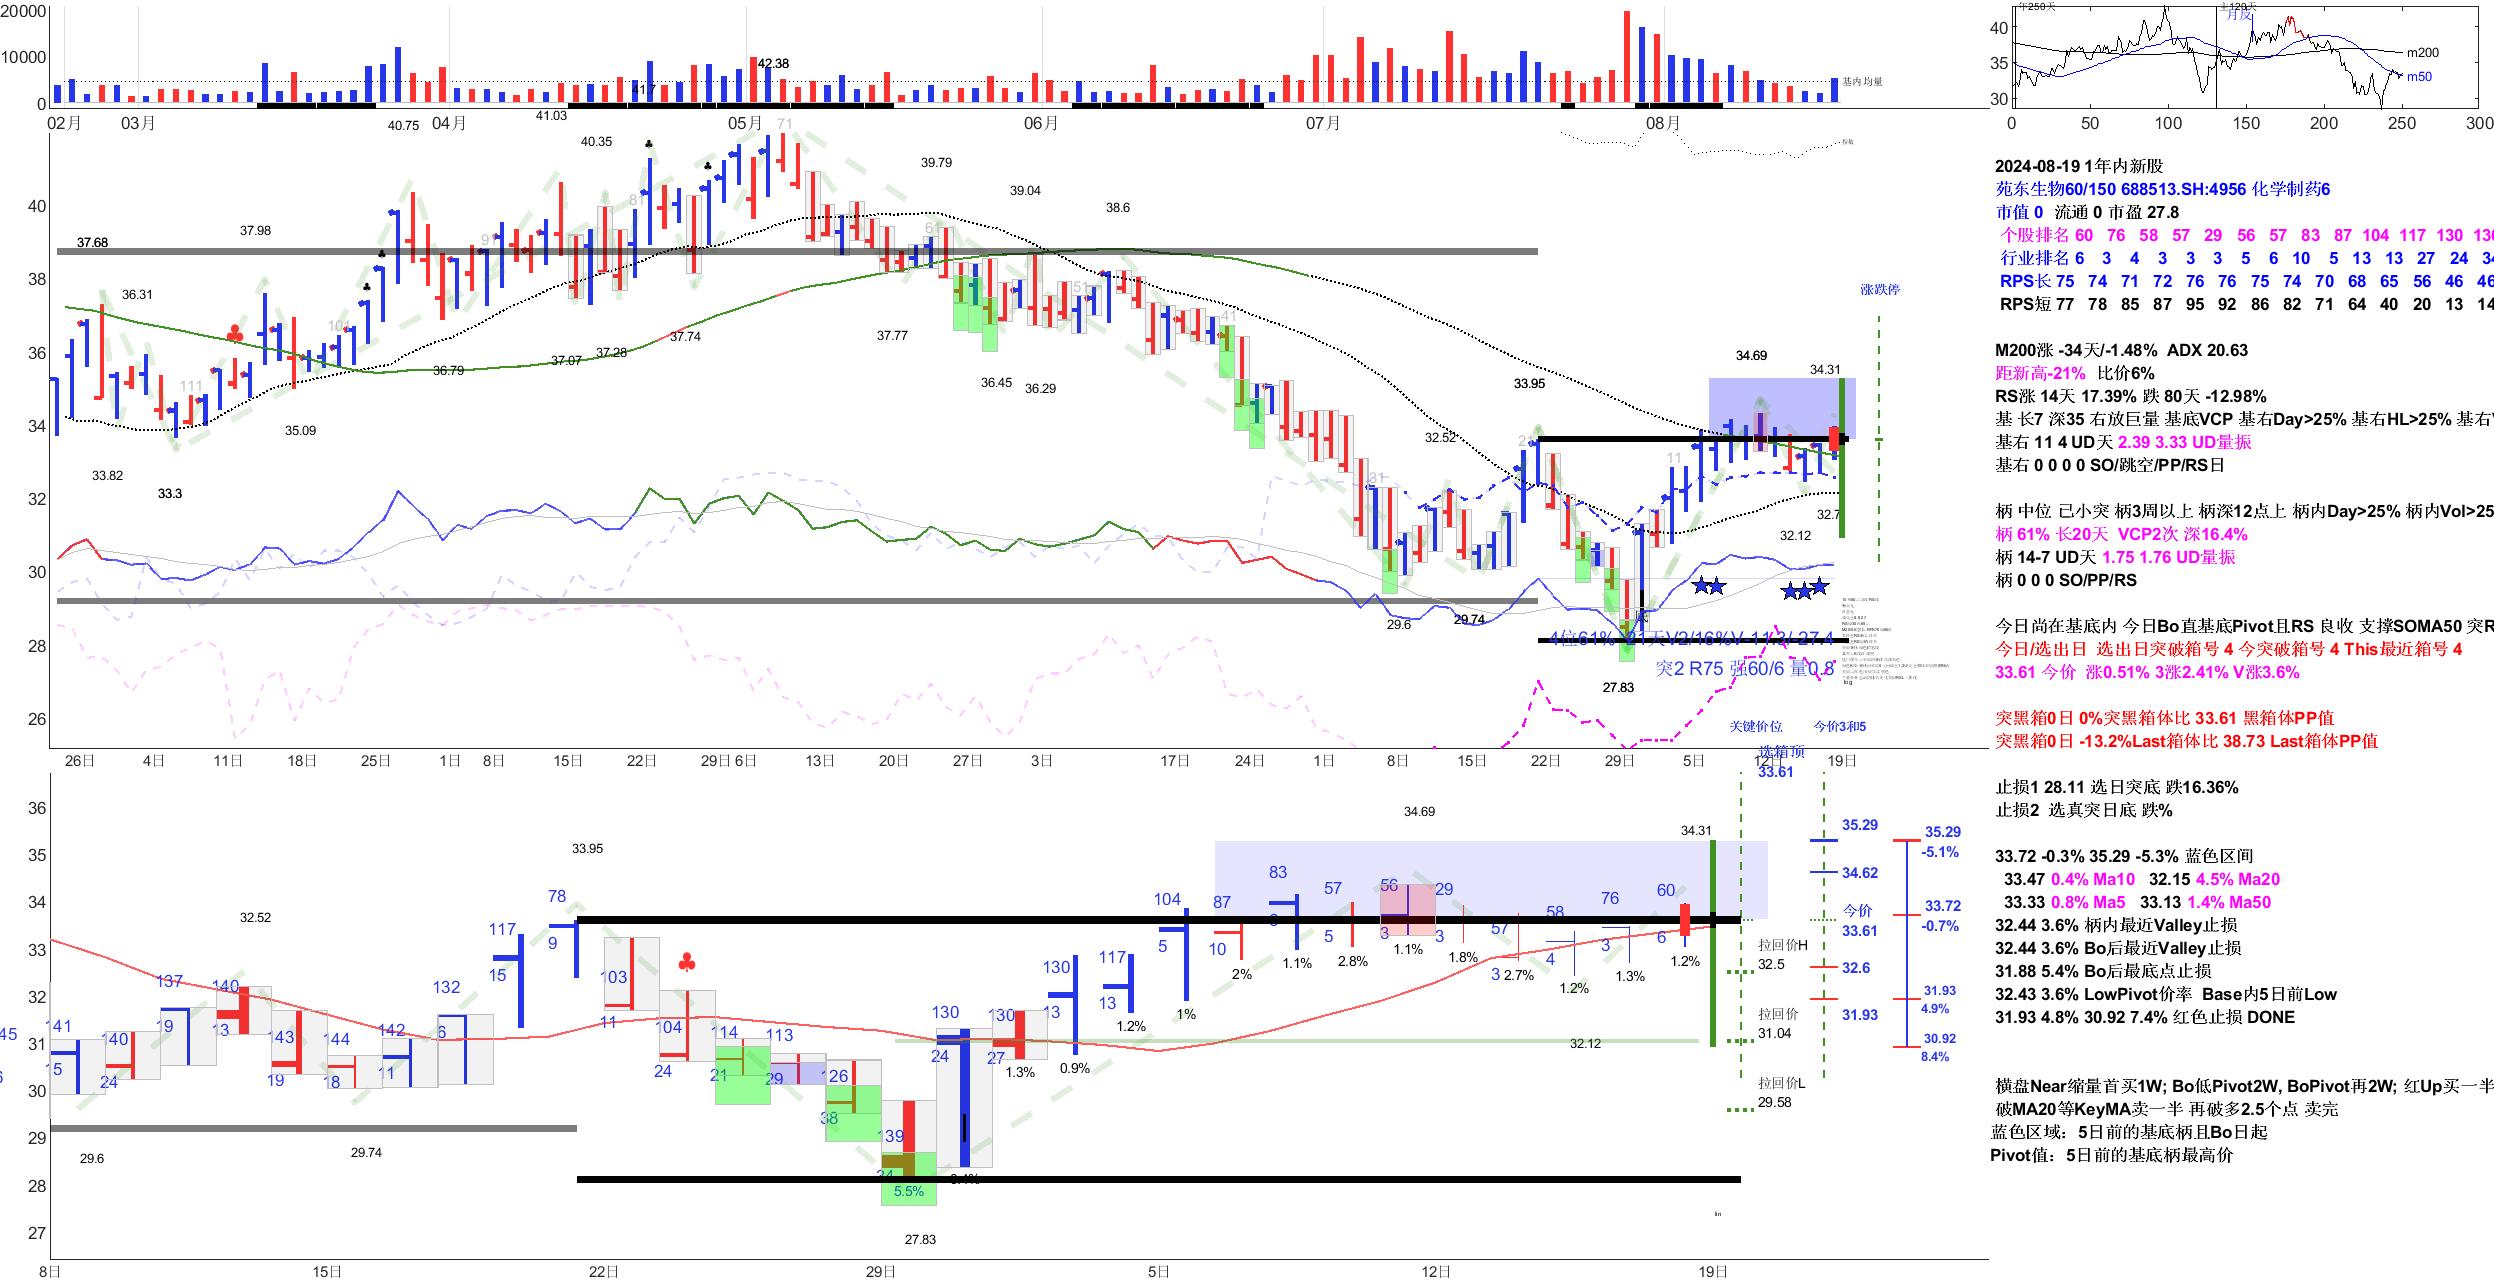 20000
10000
0
42.38
41.7
基内均量
02月 03月 04月 05月 06月 07月 08月
40.75
41.03
40.35
71
39.79
39.04
38.6
37.68
37.98
36.31
81
91
61
101
111
51
41
31
21
11
40
38
36
34
32
30
28
26
37.74
37.77
37.07
37.28
36.79
36.45
36.29
35.09
33.82
33.3
32.52
33.95
34.69
34.31
32.7
32.12
29.6
29.74
27.83
涨跌停
4位61% 21天V2/16%V-11.3/-27.4
突2 R75 强60/6 量0.8
关键价位 今价3和5
26日 4日 11日 18日 25日 1日 8日 15日 22日 29日 6日 13日 20日 27日 3日 17日 24日 1日 8日 15日 22日 29日 5日 12日 19日
选箱顶
33.61
36
35
34
33
32
31
30
29
28
27
34.69
34.31
33.95
32.52
32.12
29.6
29.74
27.83
45
141
15
140
24
137
19
140
13
143
19
144
18
142
11
132
6
117
15
78
9
103
11
104
24
114
21
113
29
126
38
139
24
5.5%
130
24
130
27
1.3%
130
13
0.9%
117
13
1.2%
104
5
1%
87
10
2%
83
1.1%
57
5
2.8%
56
3
1.1%
29
3
1.8%
57
3
2.7%
58
4
1.2%
76
3
1.3%
60
6
1.2%
35.29
34.62
今价
33.61
32.6
31.93
35.29
-5.1%
33.72
-0.7%
31.93
4.9%
30.92
8.4%
拉回价H
32.5
拉回价
31.04
拉回价L
29.58
8日 15日 22日 29日 5日 12日 19日
年250天
主120天
月反
40
35
30
m200
m50
0 50 100 150 200 250 300
2024-08-19 1年内新股
苑东生物60/150 688513.SH:4956 化学制药6
市值 0 流通 0 市盈 27.8
个股排名 60 76 58 57 29 56 57 83 87 104 117 130
行业排名 6 3 4 3 3 3 5 6 10 5 13 13 27 24
RPS长 75 74 71 72 76 76 75 74 70 68 65 56 46 46
RPS短 77 78 85 87 95 92 86 82 71 64 40 20 13 14
M200涨 -34天/-1.48% ADX 20.63
距新高-21% 比价6%
RS涨 14天 17.39% 跌 80天 -12.98%
基 长7 深35 右放巨量 基底VCP 基右Day>25% 基右HL>25% 基右
基右 11 4 UD天 2.39 3.33 UD量振
基右 0 0 0 0 SO/跳空/PP/RS日
柄 中位 已小突 柄3周以上 柄深12点上 柄内Day>25% 柄内Vol>25
柄 61% 长20天 VCP2次 深16.4%
柄 14-7 UD天 1.75 1.76 UD量振
柄 0 0 0 SO/PP/RS
今日尚在基底内 今日Bo直基底Pivot且RS 良收 支撑SOMA50 突R
今日/选出日 选出日突破箱号 4 今突破箱号 4 This最近箱号 4
33.61 今价 涨0.51% 3涨2.41% V涨3.6%
突黑箱0日 0%突黑箱体比 33.61 黑箱体PP值
突黑箱0日 -13.2%Last箱体比 38.73 Last箱体PP值
止损1 28.11 选日突底 跌16.36%
止损2 选真突日底 跌%
33.72 -0.3% 35.29 -5.3% 蓝色区间
33.47 0.4% Ma10 32.15 4.5% Ma20
33.33 0.8% Ma5 33.13 1.4% Ma50
32.44 3.6% 柄内最近Valley止损
32.44 3.6% Bo后最近Valley止损
31.88 5.4% Bo后最底点止损
32.43 3.6% LowPivot价率 Base内5日前Low
31.93 4.8% 30.92 7.4% 红色止损 DONE
横盘Near缩量首买1W; Bo低Pivot2W, BoPivot再2W; 红Up买一半
破MA20等KeyMA卖一半 再破多2.5个点 卖完
蓝色区域：5日前的基底柄且Bo日起
Pivot值：5日前的基底柄最高价